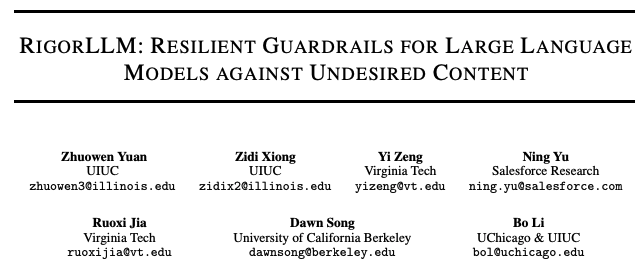 RIGORLLM: RESILIENT GUARDRAILS FOR LARGE LANGUAGE
MODELS AGAINST UNDESIRED CONTENT
Zhuowen Yuan Zidi Xiong Yi Zeng Ning Yu
UIUC UIUC Virginia Tech Salesforce Research
zhuowen3@illinois.edu zidix2@illinois.edu yizeng@vt.edu ning.yu@salesforce.com
Ruoxi Jia Dawn Song Bo Li
Virginia Tech University of California Berkeley UChicago & UIUC
ruoxijia@vt.edu dawnsong@berkeley.edu bol@uchicago.edu